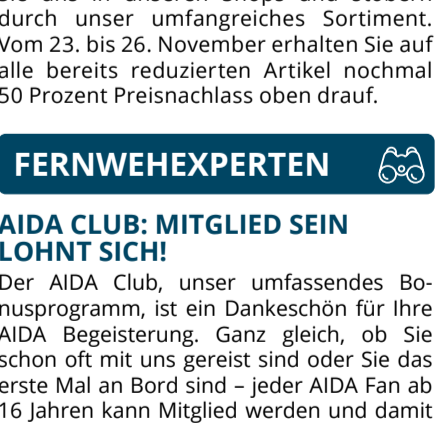 durch unser umfangreiches Sortiment.
Vom 23. bis 26. November erhalten Sie auf
alle bereits reduzierten Artikel nochmal
50 Prozent Preisnachlass oben drauf.
FERNWEHEXPERTEN
AIDA CLUB: MITGLIED SEIN
LOHNT SICH!
Der AIDA Club, unser umfassendes Bo-
nusprogramm, ist ein Dankeschön für Ihre
AIDA Begeisterung. Ganz gleich, ob Sie
schon oft mit uns gereist sind oder Sie das
erste Mal an Bord sind – jeder AIDA Fan ab
16 Jahren kann Mitglied werden und damit